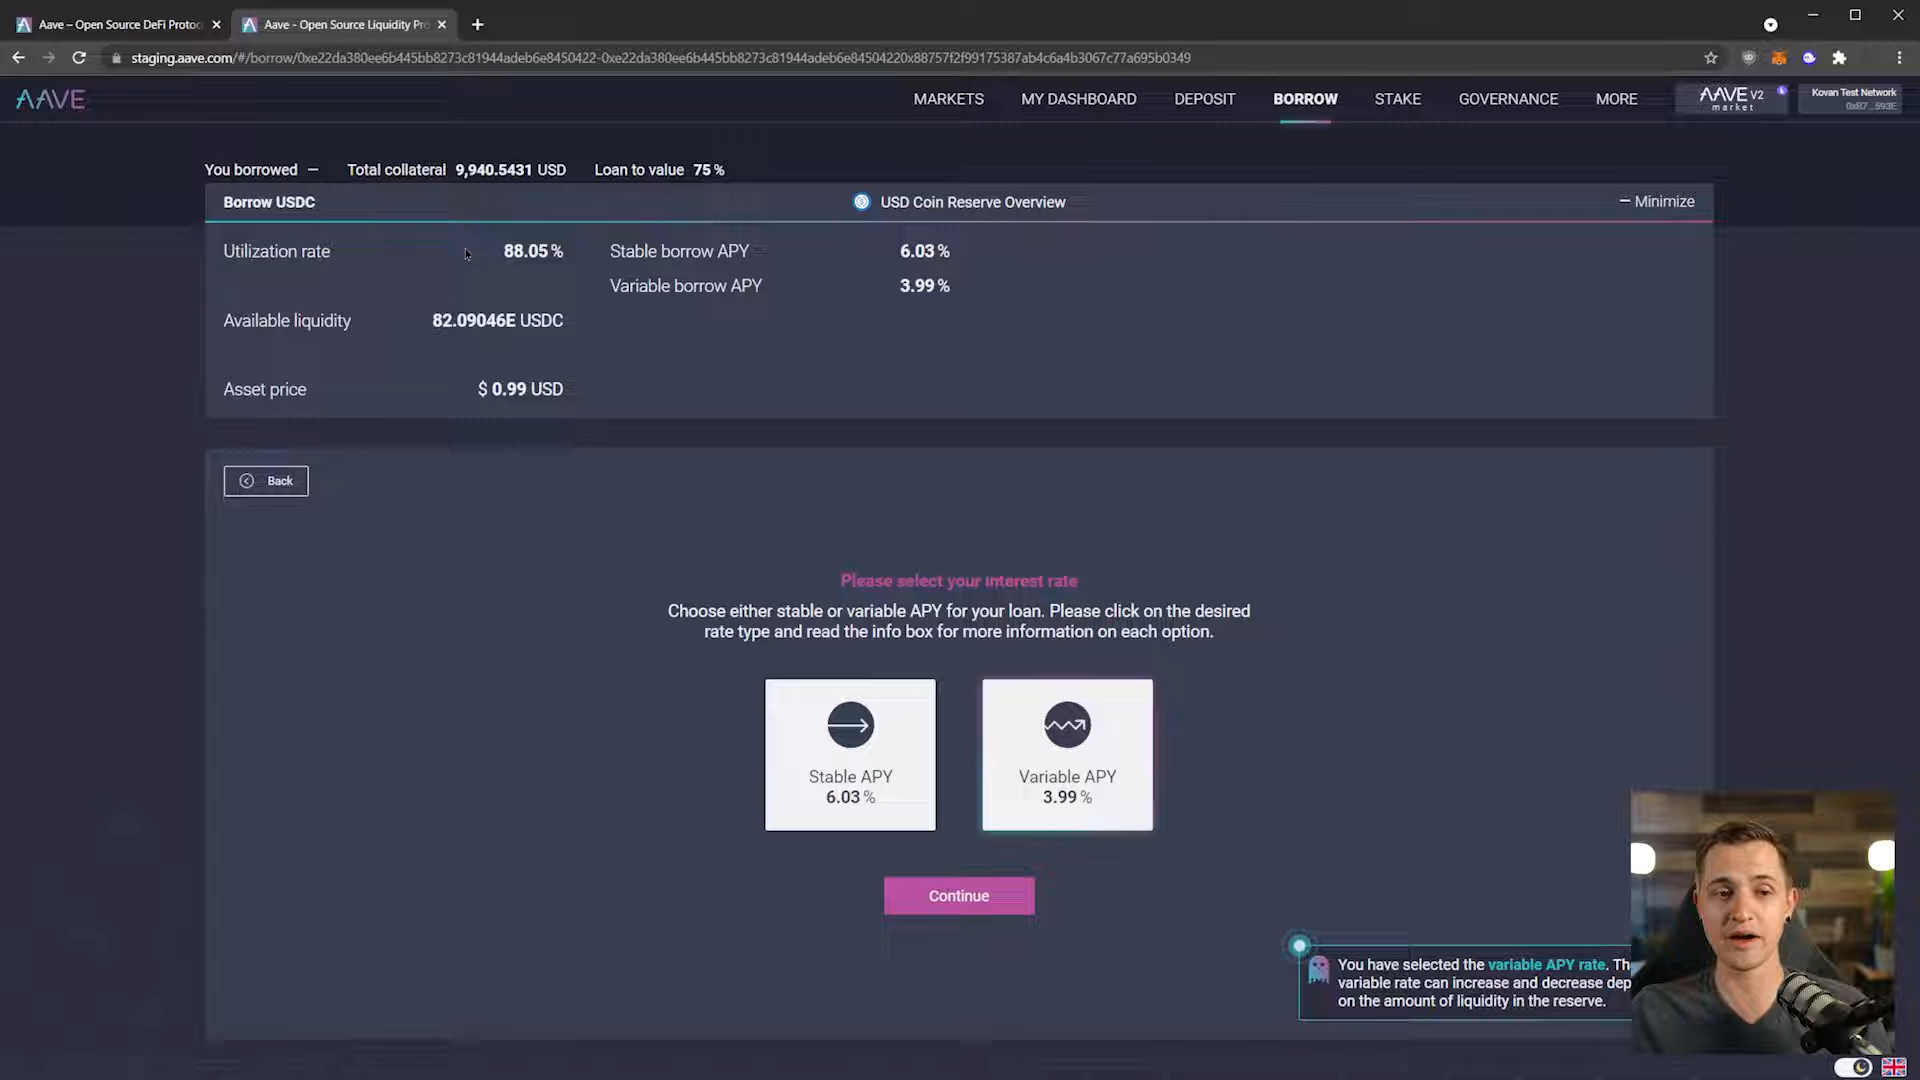 Aave – Open Source DeFi Protoco
Aave - Open Source Liquidity Pro
staging.aave.com/#/borrow/0xe22da380ee6b445bb8273c81944adeb6e8450422-0xe22da380ee6b445bb8273c81944adeb6e84504220x88757f2f99175387ab4c6a4b3067c77a695b0349
AAVE
MARKETS
MY DASHBOARD
DEPOSIT
BORROW
STAKE
GOVERNANCE
MORE
AAVE V2
market
Kovan Test Network
You borrowed – Total collateral 9,940.5431 USD Loan to value 75 %
Borrow USDC
USD Coin Reserve Overview
– Minimize
Utilization rate 88.05 %
Stable borrow APY 6.03 %
Variable borrow APY 3.99 %
Available liquidity 82.09046E USDC
Asset price $ 0.99 USD
Back
Please select your interest rate
Choose either stable or variable APY for your loan. Please click on the desired
rate type and read the info box for more information on each option.
Stable APY
6.03 %
Variable APY
3.99 %
Continue
You have selected the variable APY rate. Th
variable rate can increase and decrease dep
on the amount of liquidity in the reserve.